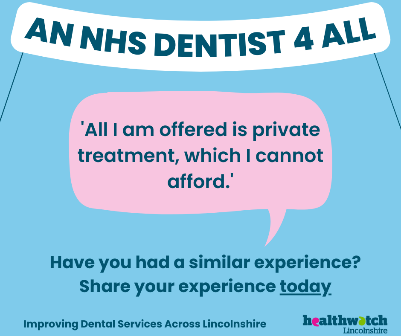 AN NHS DENTIST 4 ALL
'All I am offered is private
treatment, which I cannot
afford.'
Have you had a similar experience?
Share your experience today
Improving Dental Services Across Lincolnshire
healthwatch
Lincolnshire